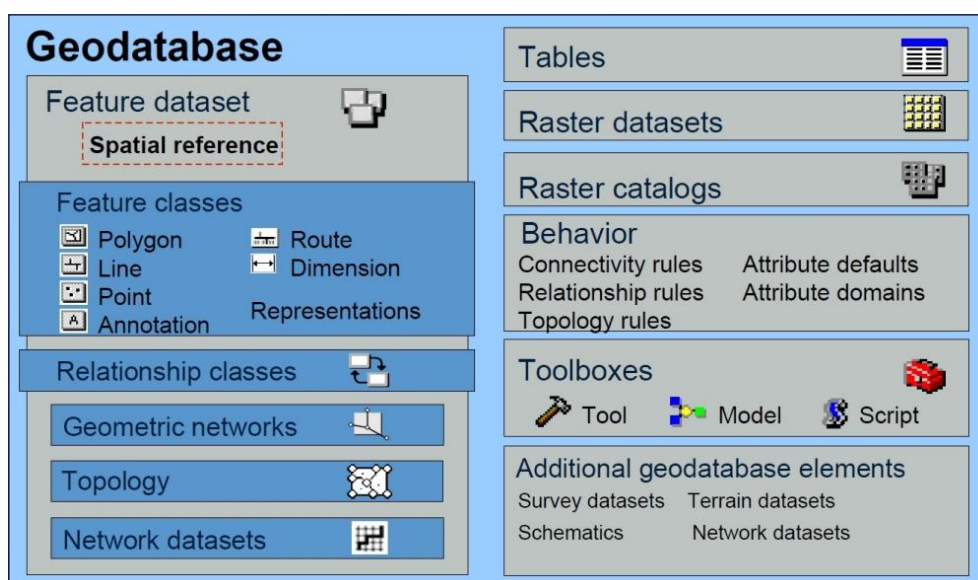 Geodatabase
Feature dataset
Spatial reference
Feature classes
Polygon
Route
Line
Dimension
Point
Representations
A Annotation
Relationship classes
Geometric networks
Topology
Network datasets
Tables
Raster datasets
Raster catalogs
Behavior
Connectivity rules Attribute defaults
Relationship rules Attribute domains
Topology rules
Toolboxes
Tool Model Script
Additional geodatabase elements
Survey datasets Terrain datasets
Schematics Network datasets